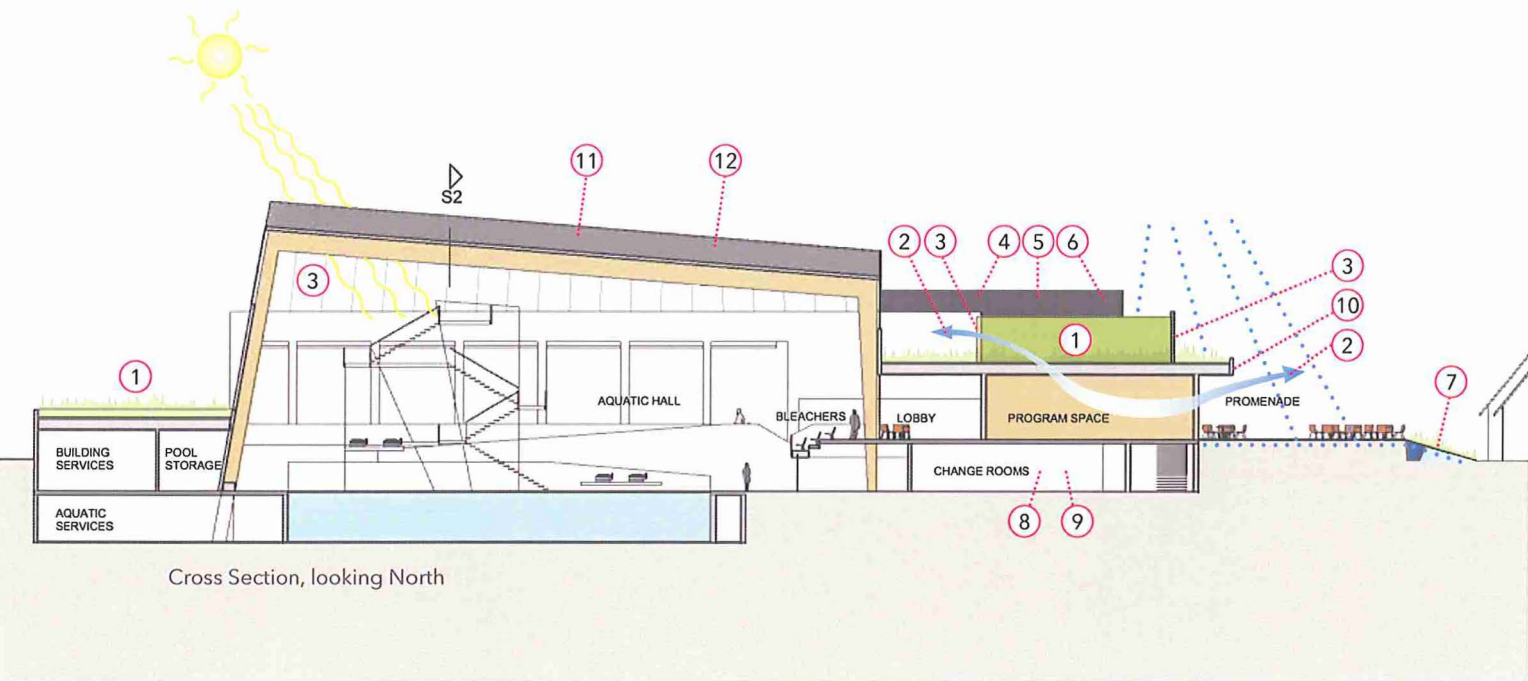 11
12
S2
2
3
4
5
6
3
3
10
1
2
1
7
AQUATIC HALL
PROMENADE
BLEACHERS
LOBBY
PROGRAM SPACE
BUILDING
SERVICES
POOL
STORAGE
CHANGE ROOMS
AQUATIC
SERVICES
8
9
Cross Section, looking North